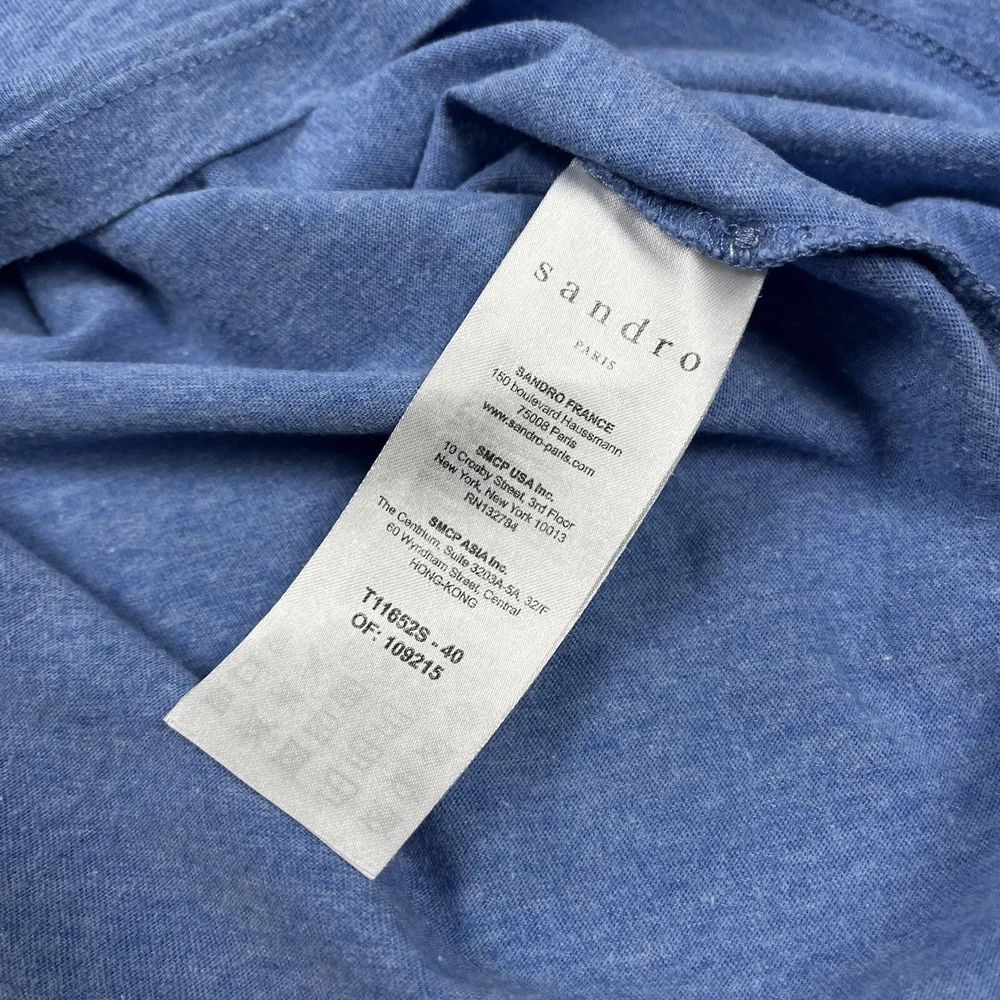 sandro
PARIS
SANDRO FRANCE
150 boulevard Haussmann
75008 Paris
www.sandro-paris.com
SMCP USA Inc.
10 Crosby Street, 3rd Floor
New York, New York 10013
RN132784
SMCP ASIA Inc.
The Centrium, Suite 3203A-5A, 32/F
60 Wyndham Street, Central
HONG-KONG
T11652S - 40
OF: 109215